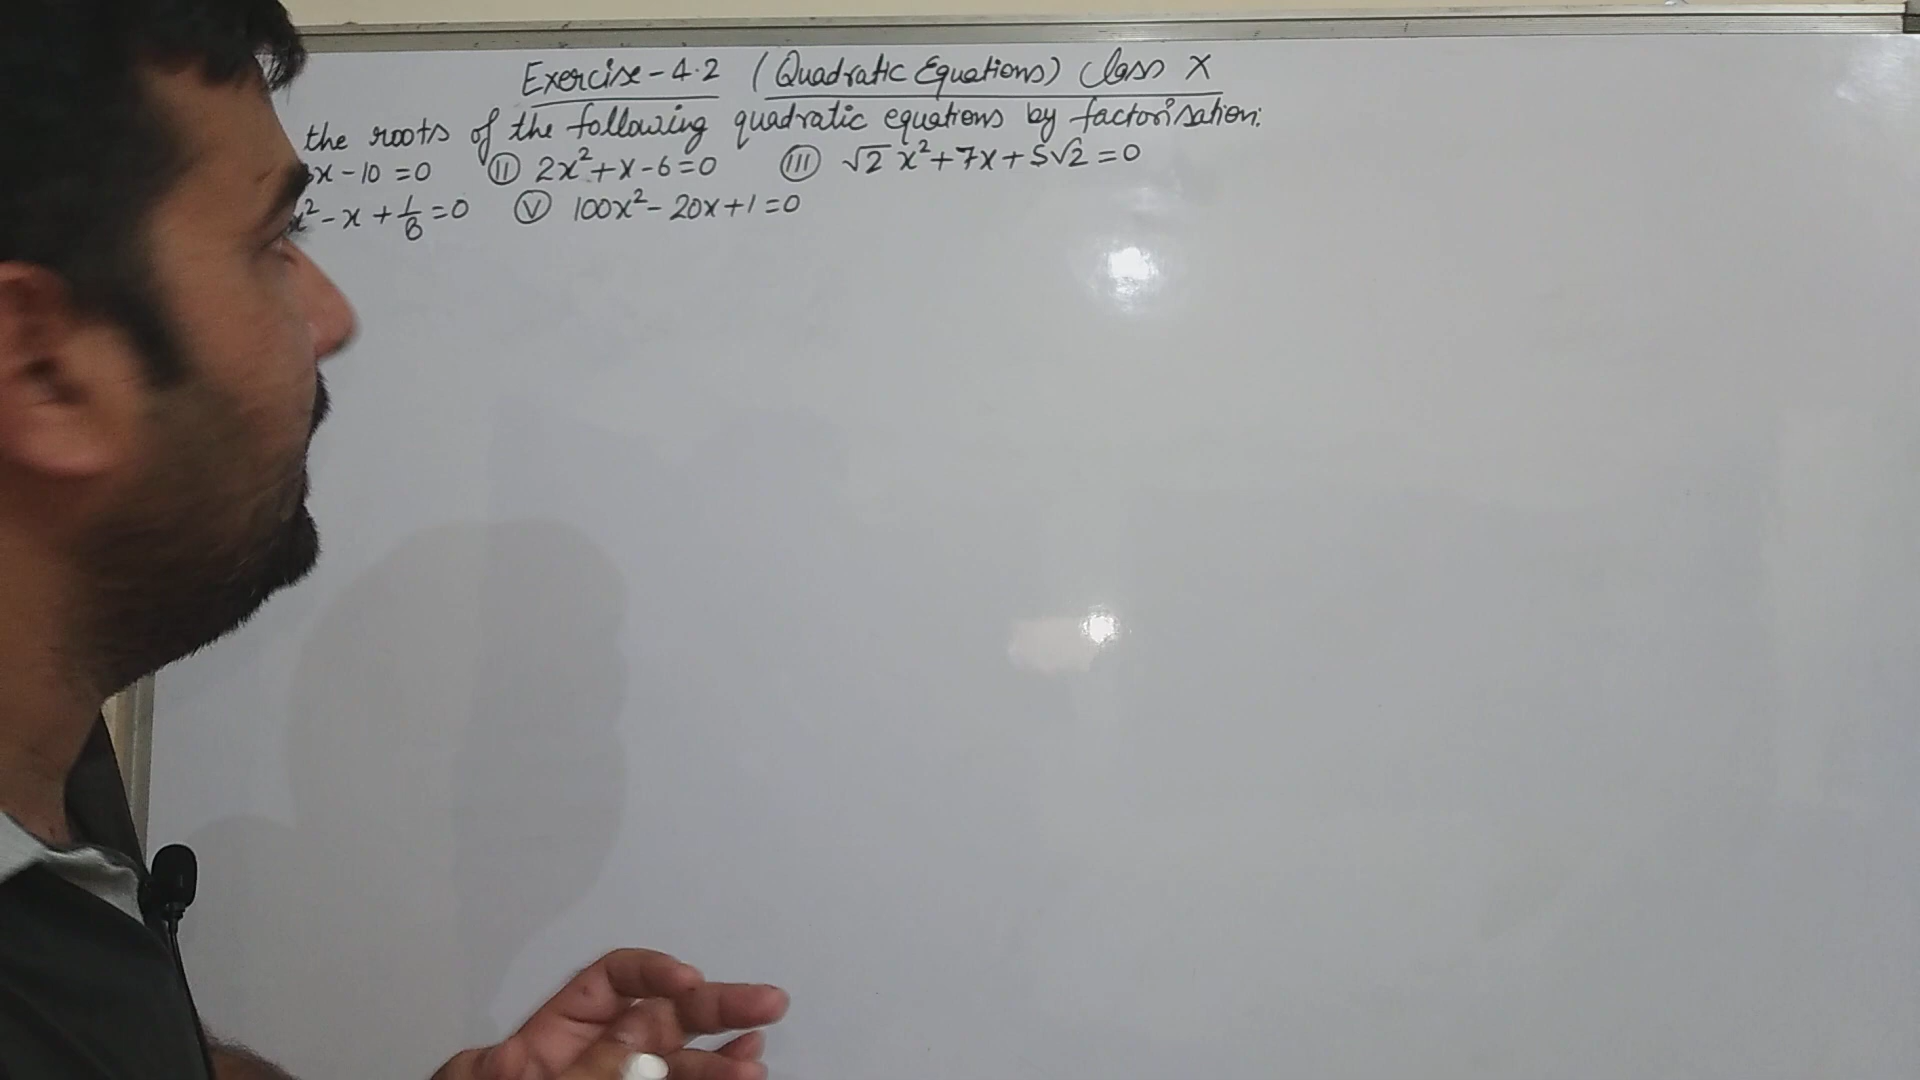 Exercise-4.2 (Quadratic Equations) Class X
the roots of the following quadratic equations by factorisation:
x-10=0 (II) 2x²+x-6=0 (III) √2 x²+7x+5√2=0
x²-x+1/8=0 (V) 100x²-20x+1=0